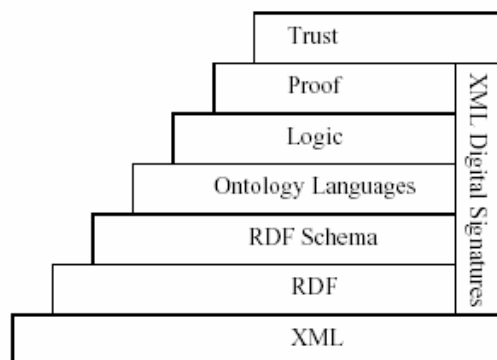 Trust
Proof
Logic
Ontology Languages
RDF Schema
RDF
XML
XML Digital Signatures